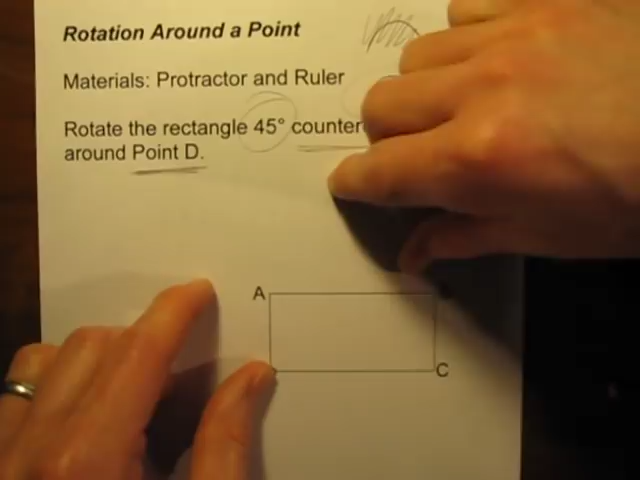 Rotation Around a Point
Materials: Protractor and Ruler
Rotate the rectangle 45° counter
around Point D.
A
C